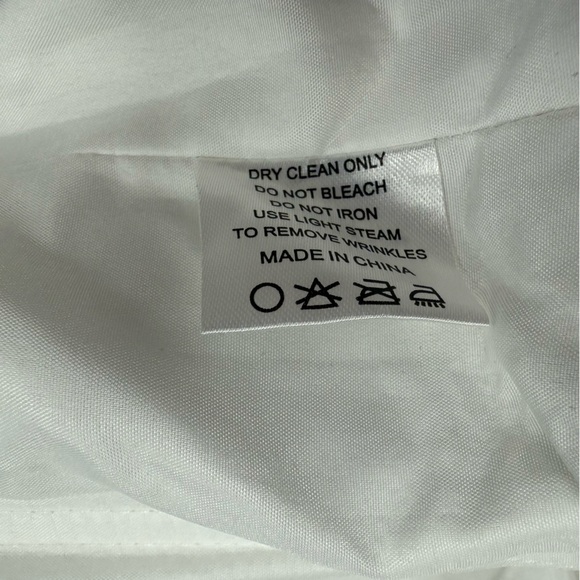 DRY CLEAN ONLY
DO NOT BLEACH
DO NOT IRON
USE LIGHT STEAM
TO REMOVE WRINKLES
MADE IN CHINA